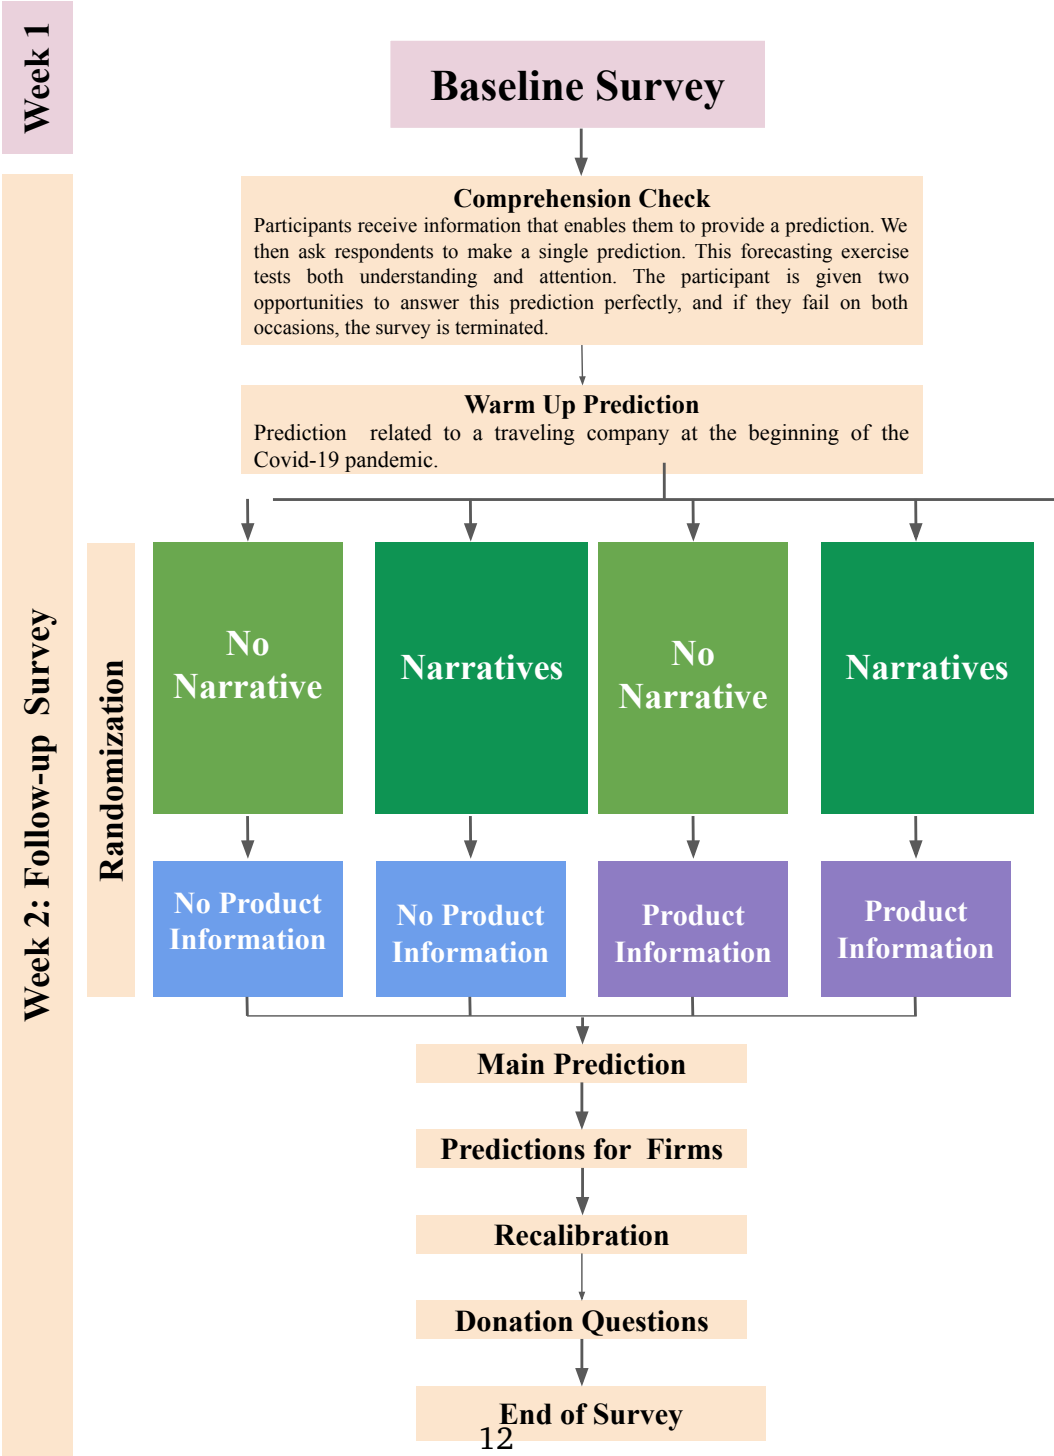 Week 1
Baseline Survey
Week 2: Follow-up Survey
Comprehension Check
Participants receive information that enables them to provide a prediction. We
then ask respondents to make a single prediction. This forecasting exercise
tests both understanding and attention. The participant is given two
opportunities to answer this prediction perfectly, and if they fail on both
occasions, the survey is terminated.
Warm Up Prediction
Prediction related to a traveling company at the beginning of the
Covid-19 pandemic.
Randomization
No
Narrative
Narratives
No
Narrative
Narratives
No Product
Information
No Product
Information
Product
Information
Product
Information
Main Prediction
Predictions for Firms
Recalibration
Donation Questions
End of Survey
12